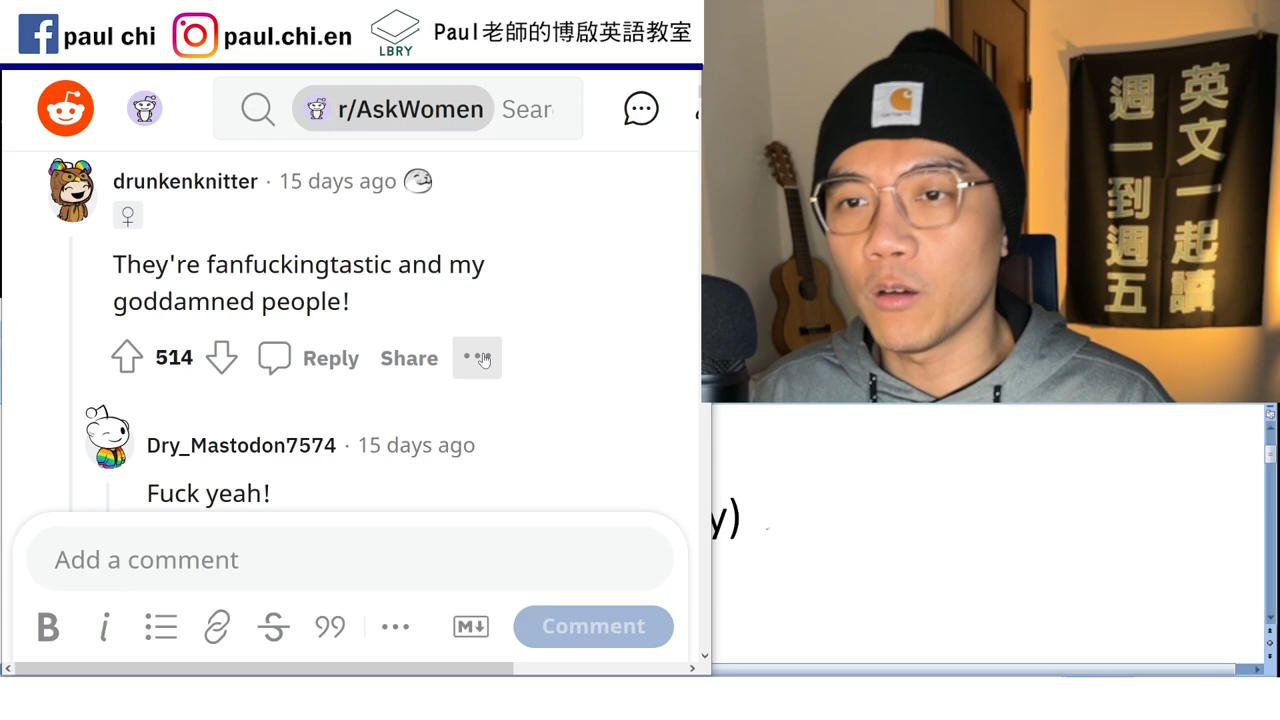 paul chi
paul.chi.en
LBRY
Paul老師的博啟英語教室
r/AskWomen Sear
drunkenknitter · 15 days ago
They're fanfuckingtastic and my
goddamned people!
514 Reply Share
Dry_Mastodon7574 · 15 days ago
Fuck yeah!
Add a comment
B i M Comment
英文一起讀
週一到週五
y)